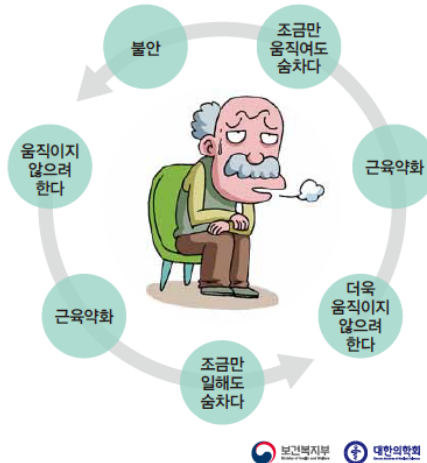 불안
조금만
움직여도
숨차다
움직이지
않으려
한다
근육약화
근육약화
더욱
움직이지
않으려
한다
조금만
일해도
숨차다
보건복지부
대한의학회